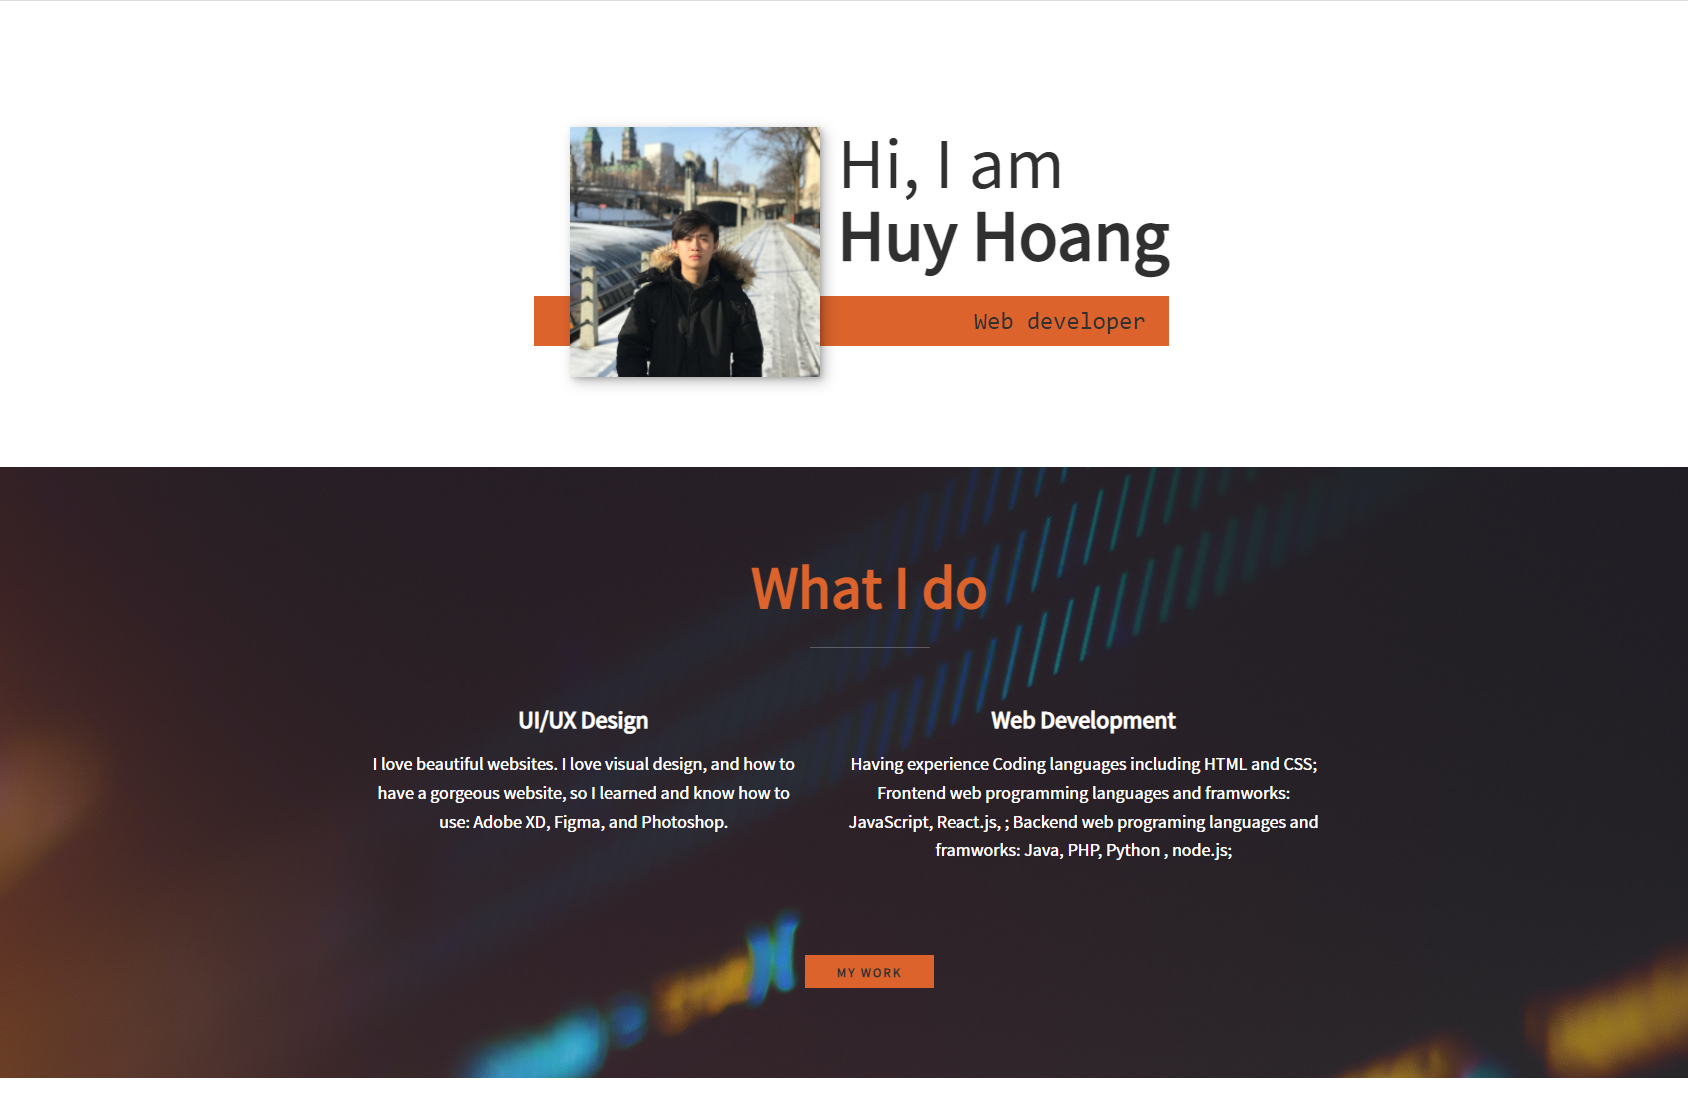 Hi, I am
Huy Hoang
Web developer
What I do
UI/UX Design
I love beautiful websites. I love visual design, and how to
have a gorgeous website, so I learned and know how to
use: Adobe XD, Figma, and Photoshop.
Web Development
Having experience Coding languages including HTML and CSS;
Frontend web programming languages and framworks:
JavaScript, React.js, ; Backend web programing languages and
framworks: Java, PHP, Python , node.js;
MY WORK